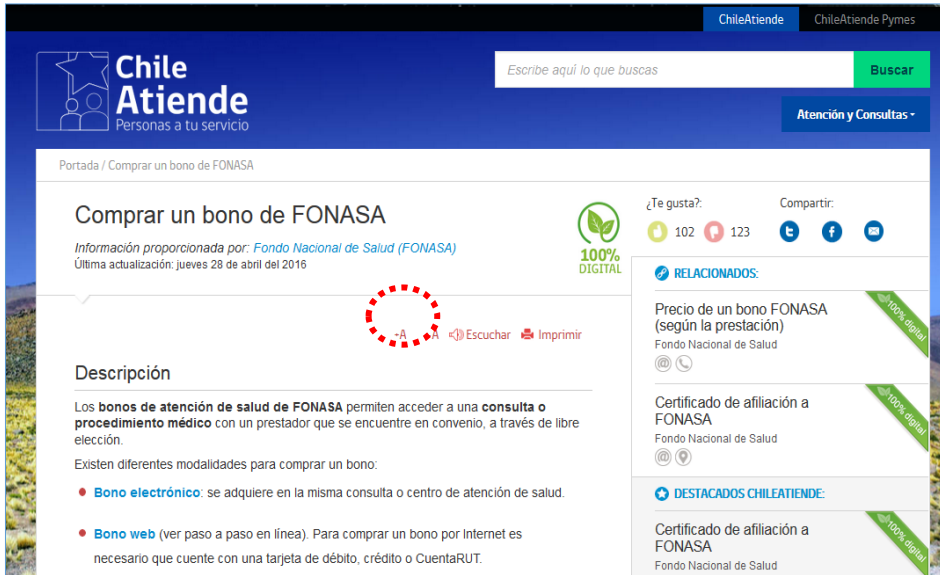 ChileAtiende
ChileAtiende Pymes
Chile
Atiende
Personas a tu servicio
Escribe aquí lo que buscas
Buscar
Atención y Consultas
Portada / Comprar un bono de FONASA
Comprar un bono de FONASA
Información proporcionada por: Fondo Nacional de Salud (FONASA)
Última actualización: jueves 28 de abril del 2016
100%
DIGITAL
¿Te gusta?:
102
123
Compartir:
-A
A
Escuchar
Imprimir
Descripción
Los bonos de atención de salud de FONASA permiten acceder a una consulta o
procedimiento médico con un prestador que se encuentre en convenio, a través de libre
elección.
Existen diferentes modalidades para comprar un bono:
Bono electrónico: se adquiere en la misma consulta o centro de atención de salud.
Bono web (ver paso a paso en línea). Para comprar un bono por Internet es
necesario que cuente con una tarjeta de débito, crédito o CuentaRUT.
RELACIONADOS:
Precio de un bono FONASA
(según la prestación)
Fondo Nacional de Salud
100% digital
Certificado de afiliación a
FONASA
Fondo Nacional de Salud
100% digital
DESTACADOS CHILEATIENDE:
Certificado de afiliación a
FONASA
Fondo Nacional de Salud
100% digital